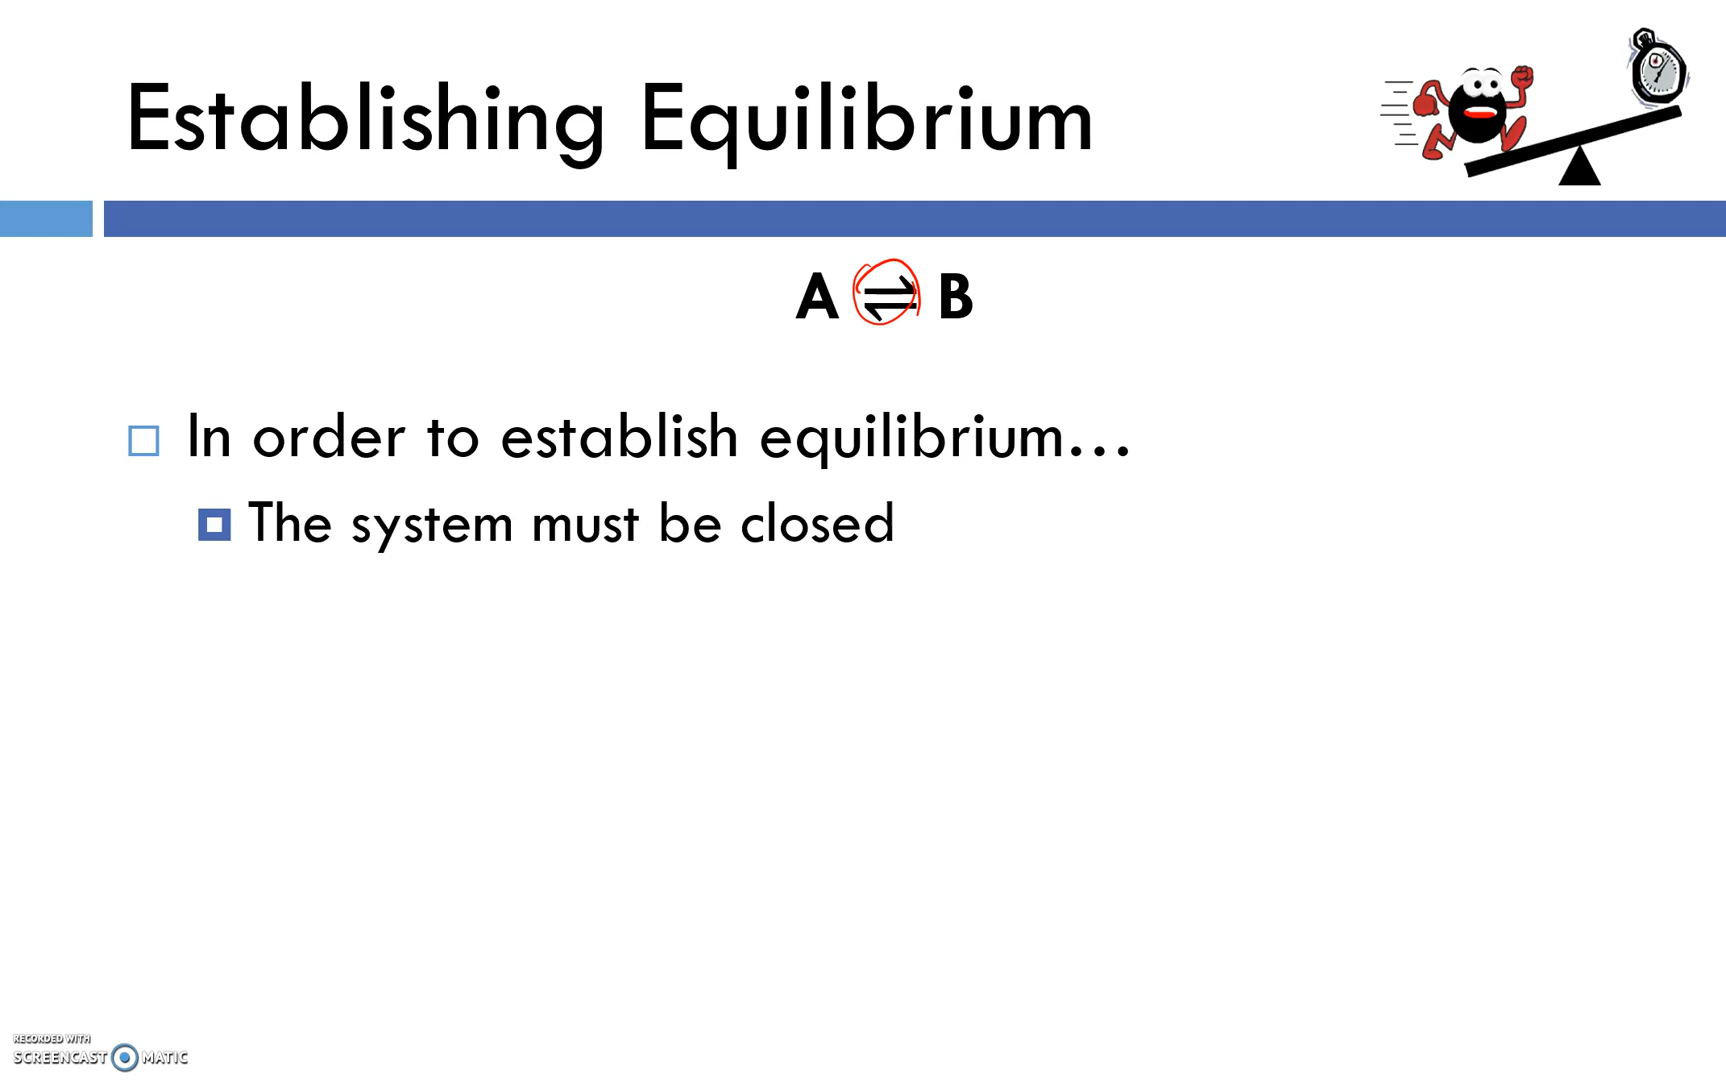 Establishing Equilibrium
A ⇌ B
In order to establish equilibrium...
The system must be closed
RECORDED WITH
SCREENCAST MATIC